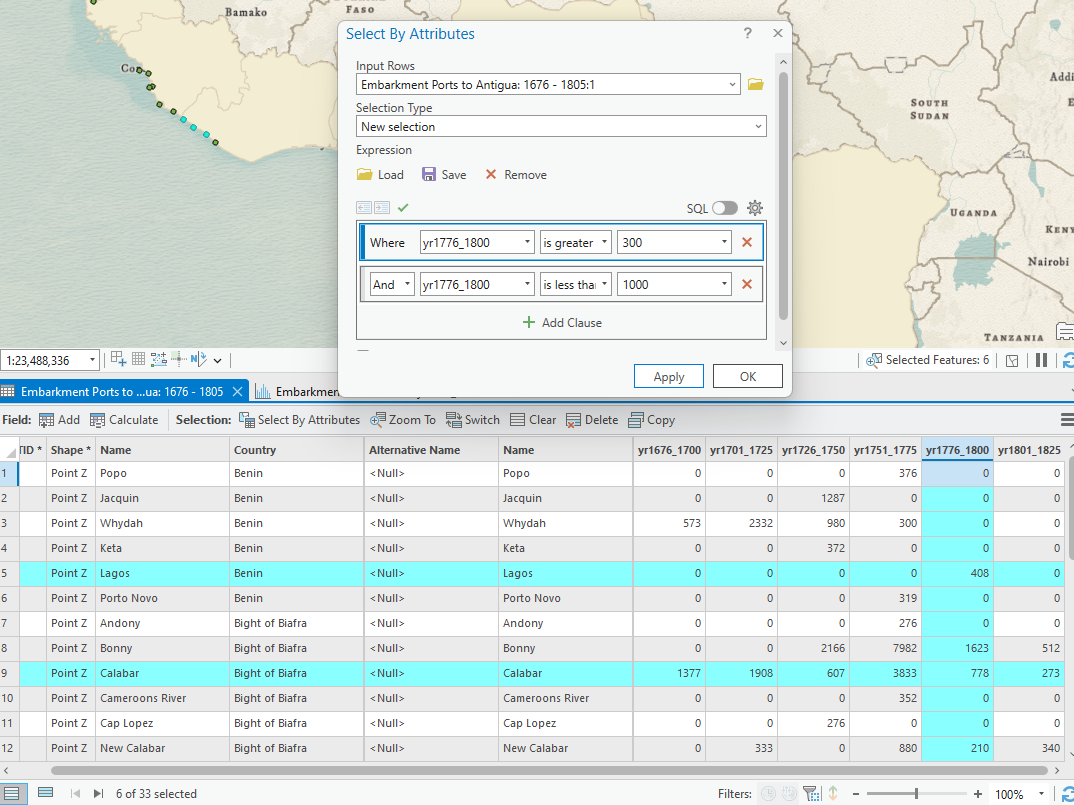 Bamako
FASO
Co
Select By Attributes
?
Input Rows
Embarkment Ports to Antigua: 1676 - 1805:1
Selection Type
New selection
Expression
Load Save Remove
SQL
Where yr1776_1800 is greater 300
And yr1776_1800 is less tha 1000
Add Clause
Apply OK
SOUTH
SUDAN
Addi
UGANDA
KENY
Nairobi
TANZANIA
1:23,488,336
Selected Features: 6
Embarkment Ports to ...ua: 1676 - 1805 Embarkmen
Field: Add Calculate Selection: Select By Attributes Zoom To Switch Clear Delete Copy
TID * Shape * Name Country Alternative Name Name yr1676_1700 yr1701_1725 yr1726_1750 yr1751_1775 yr1776_1800 yr1801_1825
1 Point Z Popo Benin <Null> Popo 0 0 0 376 0 0
2 Point Z Jacquin Benin <Null> Jacquin 0 0 1287 0 0 0
3 Point Z Whydah Benin <Null> Whydah 573 2332 980 300 0 0
4 Point Z Keta Benin <Null> Keta 0 0 372 0 0 0
5 Point Z Lagos Benin <Null> Lagos 0 0 0 0 408 0
6 Point Z Porto Novo Benin <Null> Porto Novo 0 0 0 319 0 0
7 Point Z Andony Bight of Biafra <Null> Andony 0 0 0 276 0 0
8 Point Z Bonny Bight of Biafra <Null> Bonny 0 0 2166 7982 1623 512
9 Point Z Calabar Bight of Biafra <Null> Calabar 1377 1908 607 3833 778 273
10 Point Z Cameroons River Bight of Biafra <Null> Cameroons River 0 0 0 352 0 0
11 Point Z Cap Lopez Bight of Biafra <Null> Cap Lopez 0 0 276 0 0 0
12 Point Z New Calabar Bight of Biafra <Null> New Calabar 0 333 0 880 210 340
6 of 33 selected
Filters:
100%